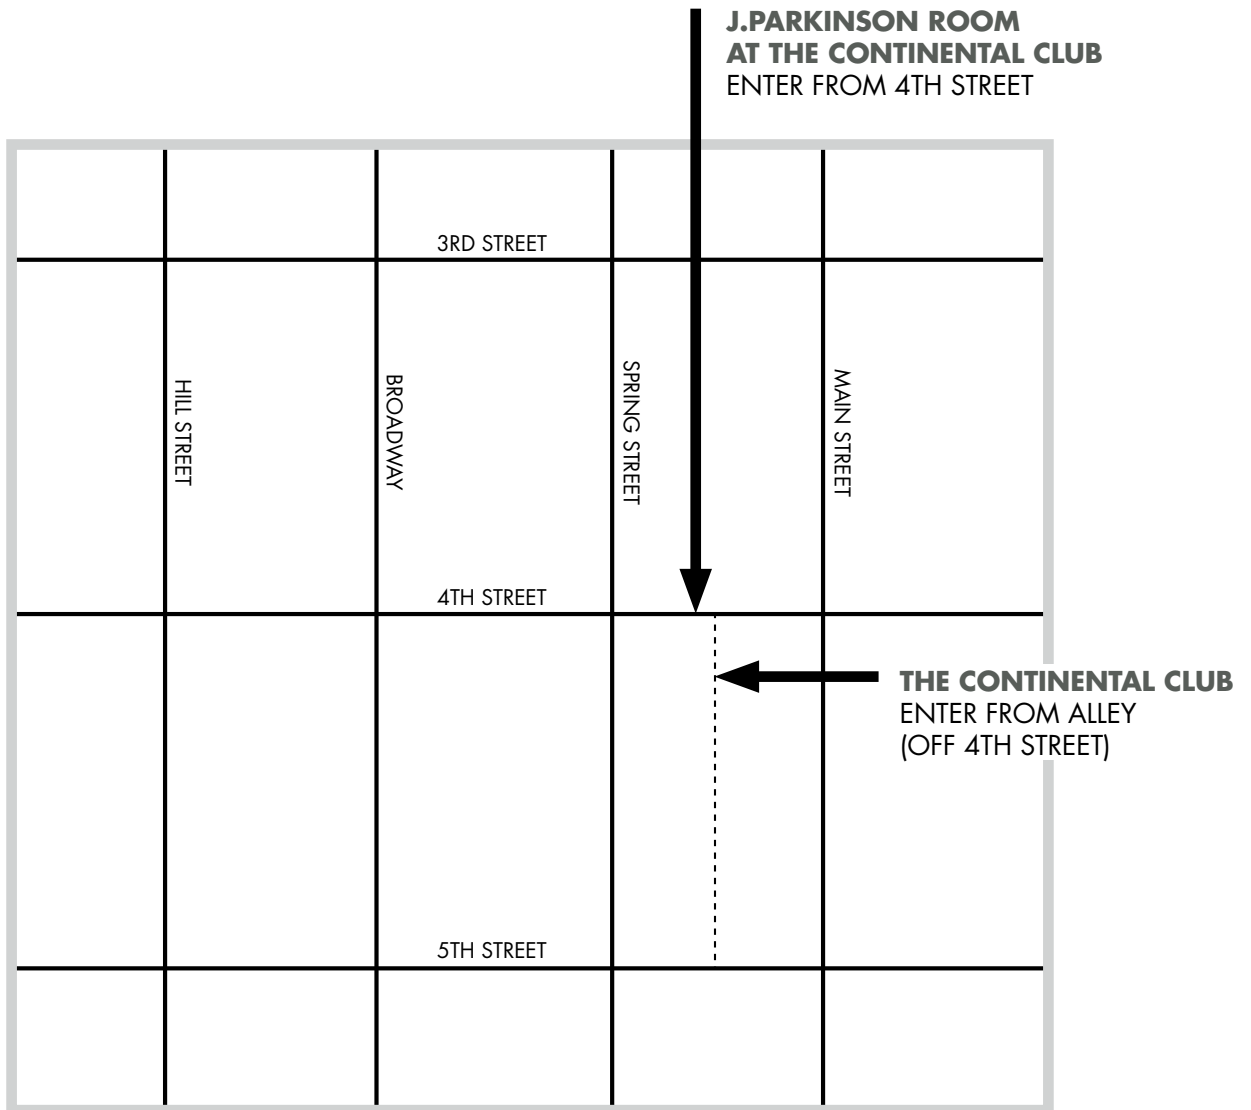 J.PARKINSON ROOM
AT THE CONTINENTAL CLUB
ENTER FROM 4TH STREET
3RD STREET
HILL STREET
BROADWAY
SPRING STREET
MAIN STREET
4TH STREET
THE CONTINENTAL CLUB
ENTER FROM ALLEY
(OFF 4TH STREET)
5TH STREET